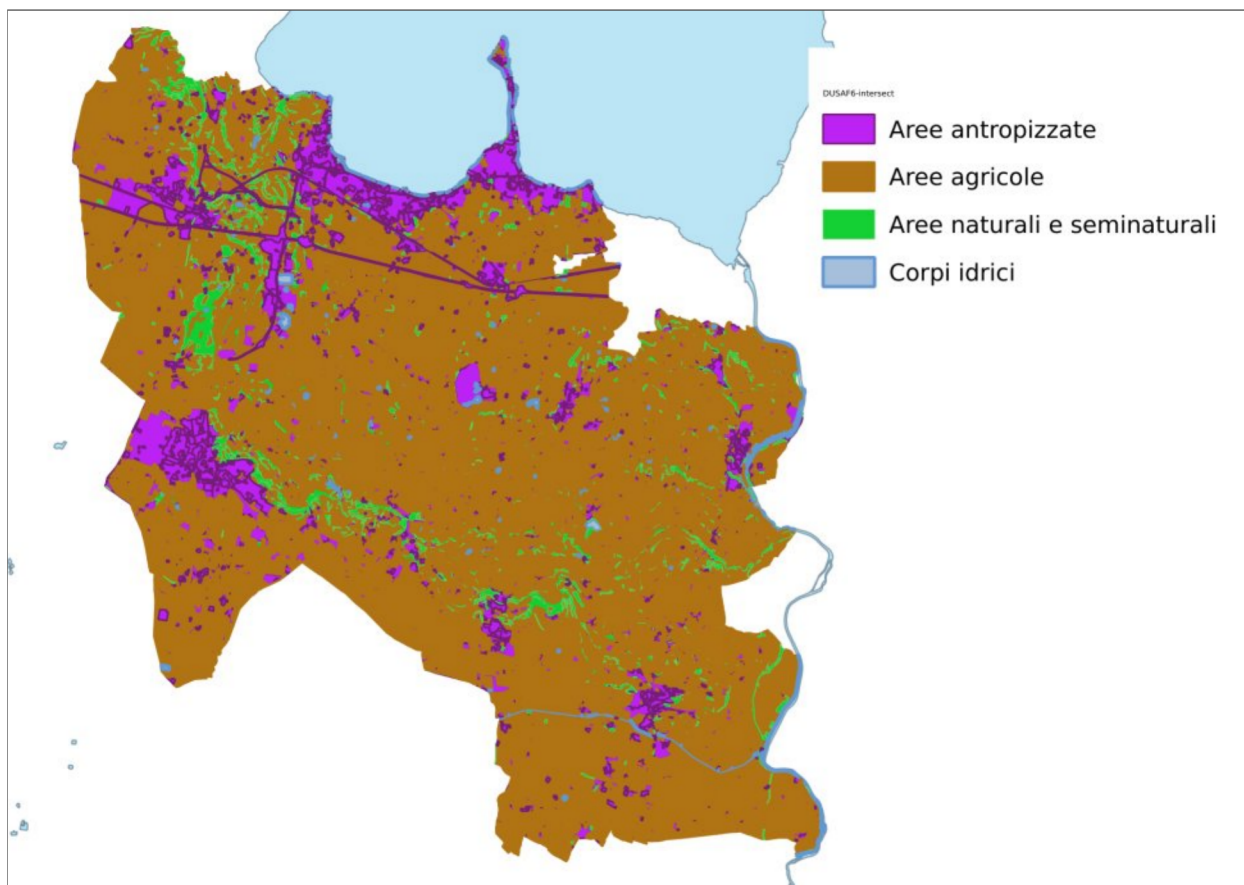 DUSAF6-intersect
Aree antropizzate
Aree agricole
Aree naturali e seminaturali
Corpi idrici